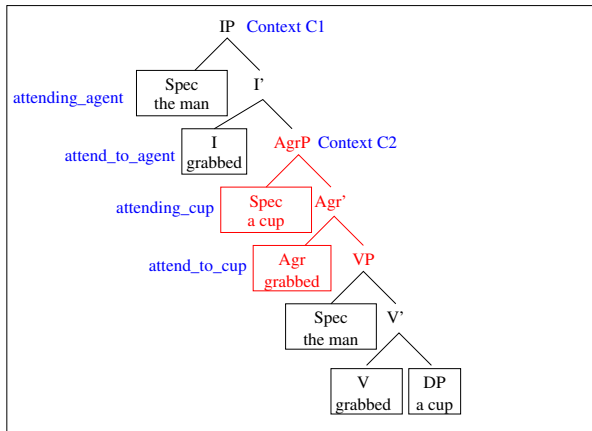 IP Context C1
Spec
the man
I’
attending_agent
I
grabbed
attend_to_agent
AgrP Context C2
Spec
a cup
Agr’
attending_cup
Agr
grabbed
attend_to_cup
VP
Spec
the man
V’
V
grabbed
DP
a cup